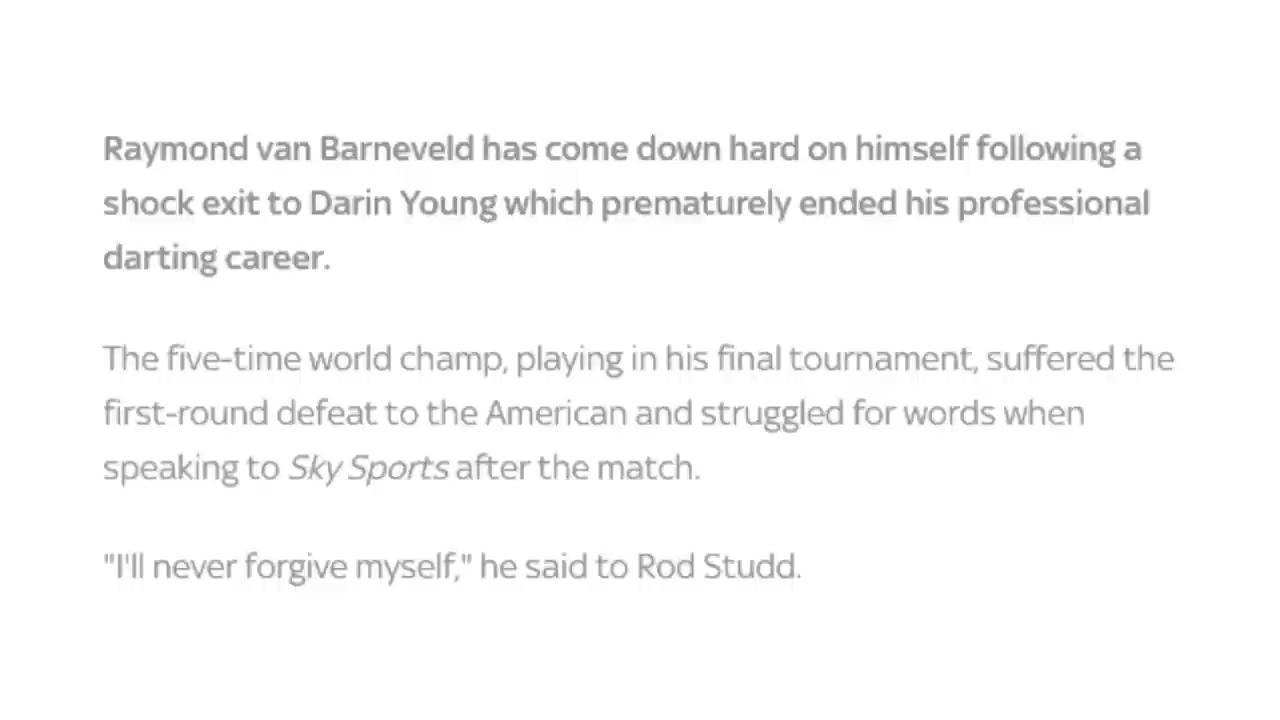 Raymond van Barneveld has come down hard on himself following a
shock exit to Darin Young which prematurely ended his professional
darting career.
The five-time world champ, playing in his final tournament, suffered the
first-round defeat to the American and struggled for words when
speaking to Sky Sports after the match.
"I'll never forgive myself," he said to Rod Studd.